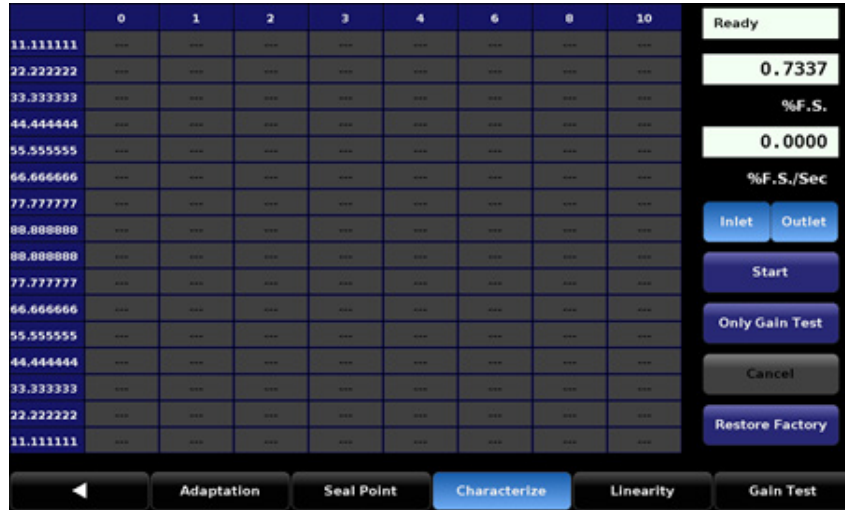 0 1 2 3 4 6 8 10
Ready
11.111111 --- --- --- --- --- --- --- ---
22.222222 --- --- --- --- --- --- --- ---
0.7337
33.333333 --- --- --- --- --- --- --- ---
%F.S.
44.444444 --- --- --- --- --- --- --- ---
55.555555 --- --- --- --- --- --- --- ---
0.0000
66.666666 --- --- --- --- --- --- --- ---
%F.S./Sec
77.777777 --- --- --- --- --- --- --- ---
88.888888 --- --- --- --- --- --- --- ---
Inlet Outlet
88.888888 --- --- --- --- --- --- --- ---
77.777777 --- --- --- --- --- --- --- ---
Start
66.666666 --- --- --- --- --- --- --- ---
55.555555 --- --- --- --- --- --- --- ---
Only Gain Test
44.444444 --- --- --- --- --- --- --- ---
33.333333 --- --- --- --- --- --- --- ---
Cancel
22.222222 --- --- --- --- --- --- --- ---
Restore Factory
11.111111 --- --- --- --- --- --- --- ---
Adaptation Seal Point Characterize Linearity Gain Test